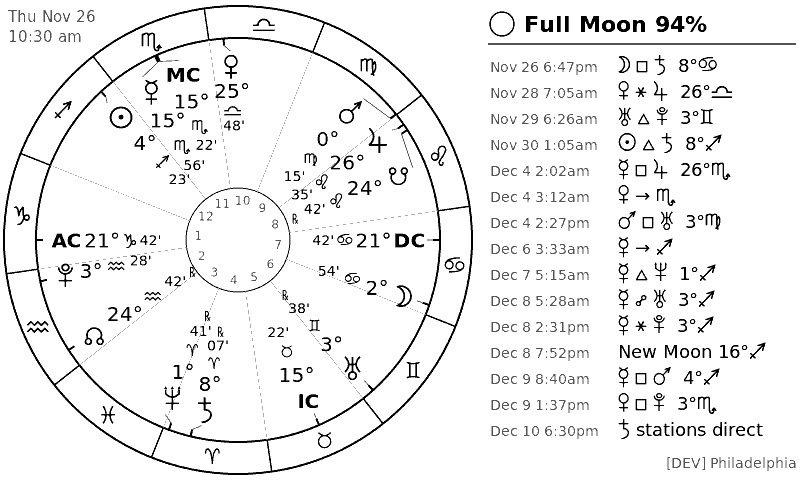 Thu Nov 26
10:30 am
○ Full Moon 94%
Nov 26 6:47pm ☽ □ ♄ 8°♋
Nov 28 7:05am ♀ ⚹ ♃ 26°♎
Nov 29 6:26am ♅ △ ♇ 3°♊
Nov 30 1:05am ☉ △ ♄ 8°♐
Dec 4 2:02am ☿ □ ♃ 26°♏
Dec 4 3:12am ♀ → ♏
Dec 4 2:27pm ♂ □ ♅ 3°♍
Dec 6 3:33am ☿ → ♐
Dec 7 5:15am ☿ △ ♆ 1°♐
Dec 8 5:28am ☿ ☍ ♅ 3°♐
Dec 8 2:31pm ☿ ⚹ ♇ 3°♐
Dec 8 7:52pm New Moon 16°♐
Dec 9 8:40am ☿ □ ♂ 4°♐
Dec 9 1:37pm ♀ □ ♇ 3°♏
Dec 10 6:30pm ♄ stations direct
[DEV] Philadelphia
♎
♍
♌
♋
♊
♉
♈
♓
♒
♑
♐
♏
MC 15° ♏ 22'
♀ 25° ♎ 48'
☿ 15° ♏ 56'
☉ 4° ♐ 23'
♂ 0° ♍ 15'
♃ 26° ♌ 35'
☋ 24° ♌ 42' ℞
AC 21° ♑ 42'
42' ♋ 21° DC
♇ 3° ♒ 28'
☊ 24° ♒ 42' ℞
54' ♋ 2° ☽
♆ 1° ♈ 41' ℞
♄ 8° ♈ 07' ℞
♅ 3° ♊ 38' ℞
IC 15° ♉ 22'
1
2
3
4
5
6
7
8
9
10
11
12